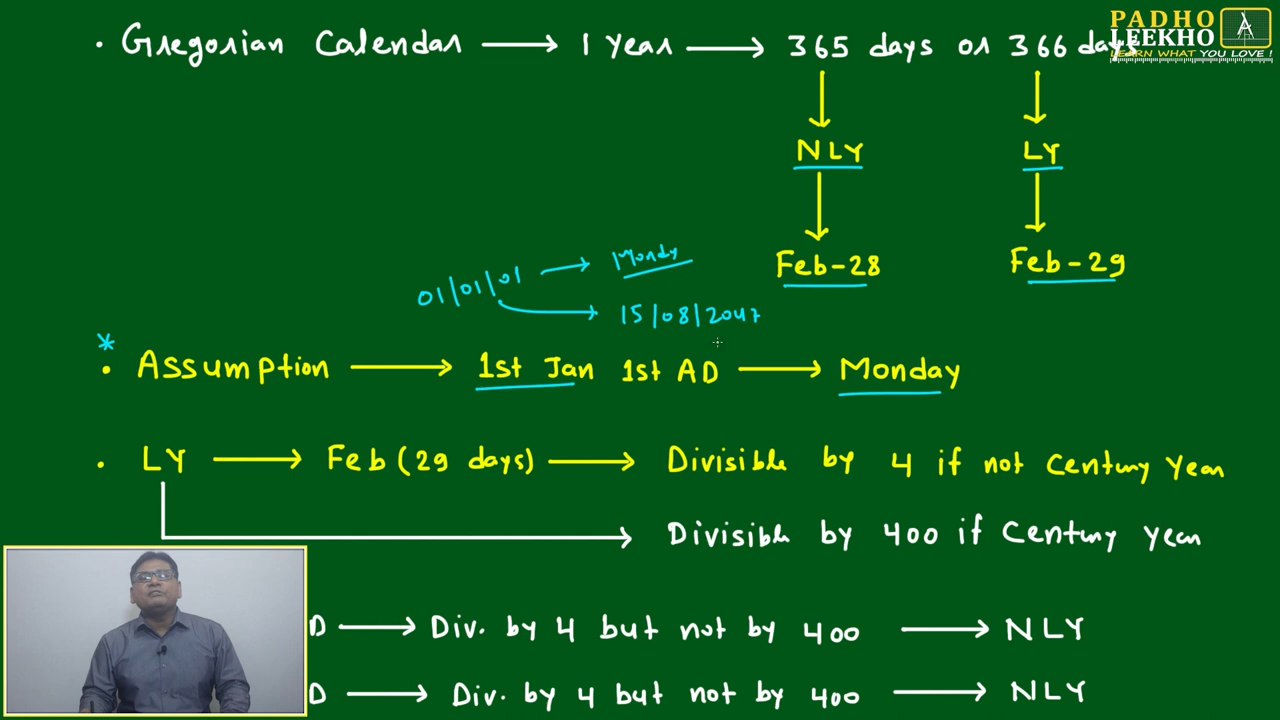 PADHO
LEEKHO
LEARN WHAT YOU LOVE !
• Gregorian Calendar → 1 year → 365 days or 366 days
NLY LY
Feb-28 Feb-29
01/01/01 → Mondy
→ 15/08/2047
* • Assumption → 1st Jan 1st AD → Monday
• LY → Feb (29 days) → Divisible by 4 if not Century Year
→ Divisible by 400 if Century year
D → Div. by 4 but not by 400 → NLY
D → Div. by 4 but not by 400 → NLY